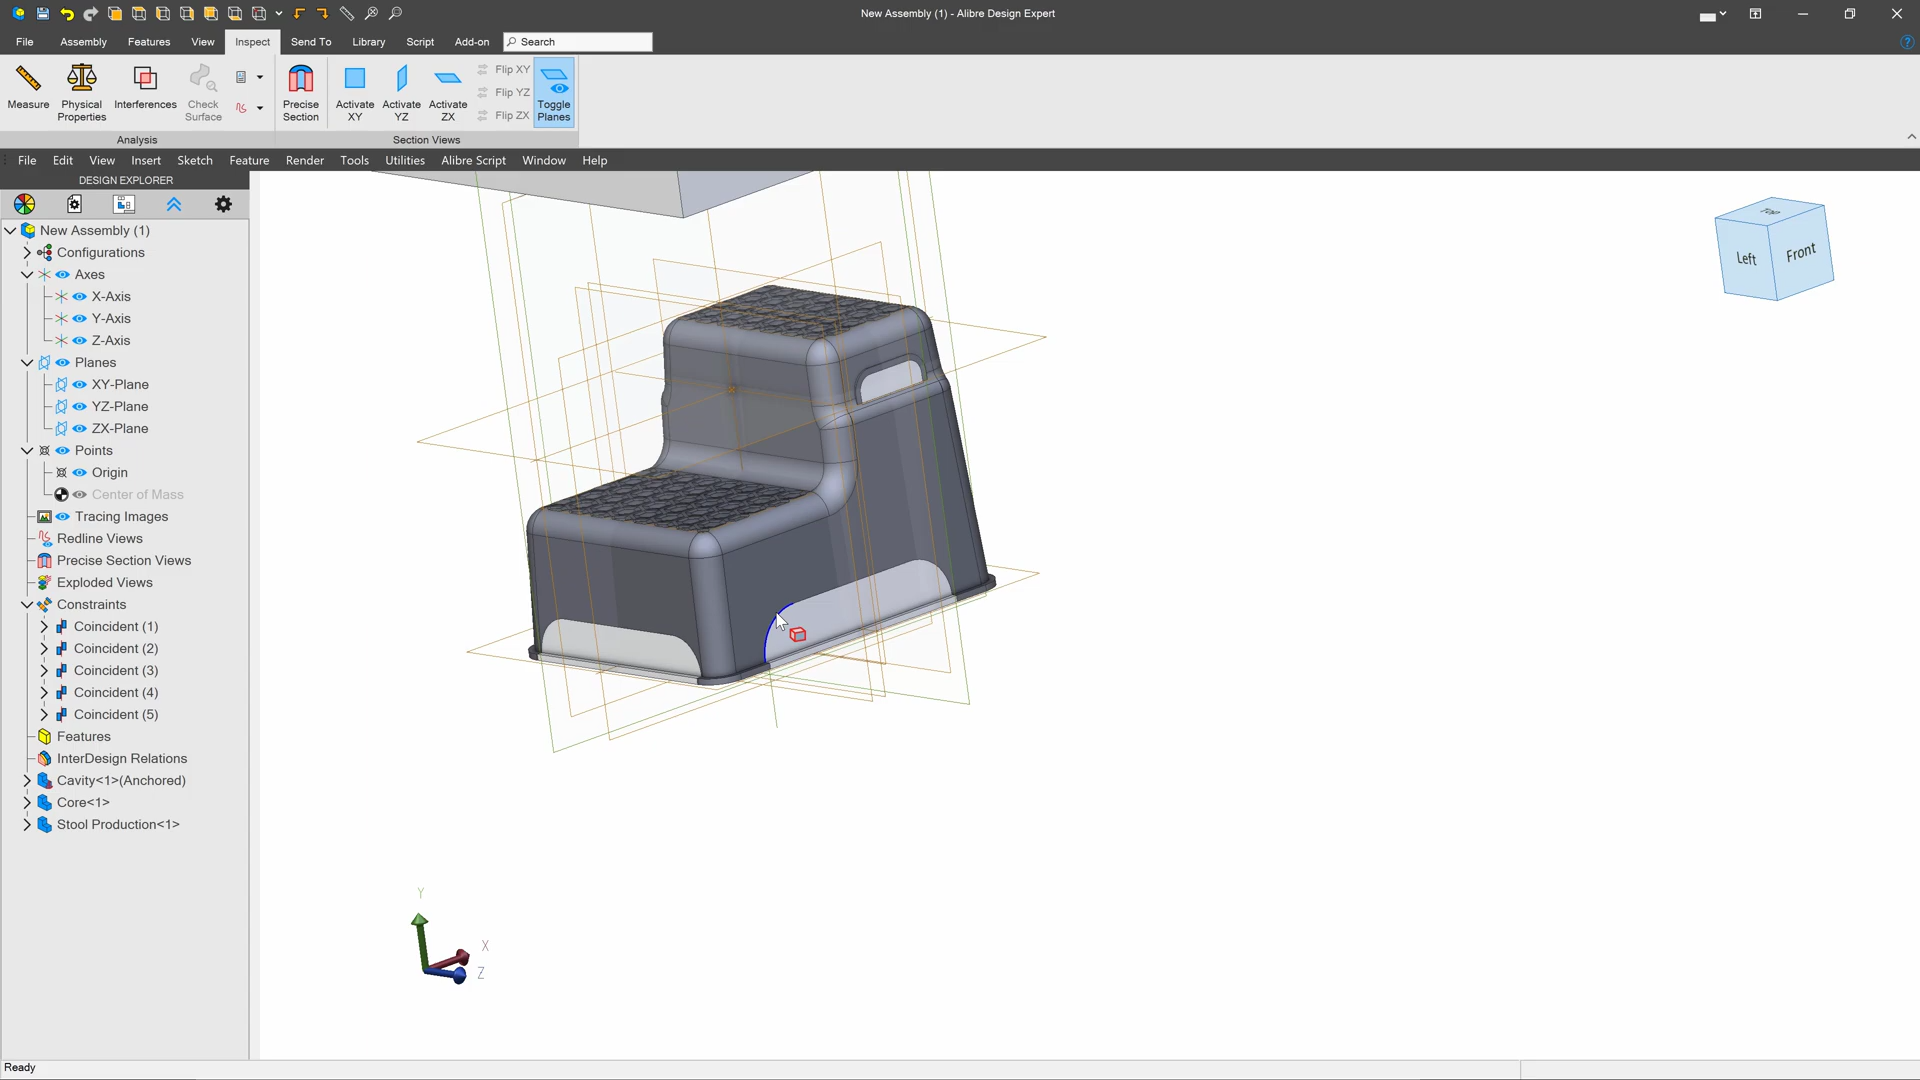 New Assembly (1) - Alibre Design Expert
File Assembly Features View Inspect Send To Library Script Add-on Search
Measure Physical Properties Interferences Check Surface Precise Section Activate XY Activate YZ Activate ZX Flip XY Flip YZ Flip ZX Toggle Planes
Analysis Section Views
File Edit View Insert Sketch Feature Render Tools Utilities Alibre Script Window Help
DESIGN EXPLORER
New Assembly (1)
Configurations
Axes
X-Axis
Y-Axis
Z-Axis
Planes
XY-Plane
YZ-Plane
ZX-Plane
Points
Origin
Center of Mass
Tracing Images
Redline Views
Precise Section Views
Exploded Views
Constraints
Coincident (1)
Coincident (2)
Coincident (3)
Coincident (4)
Coincident (5)
Features
InterDesign Relations
Cavity<1>(Anchored)
Core<1>
Stool Production<1>
Top
Left Front
Y
X
Z
Ready